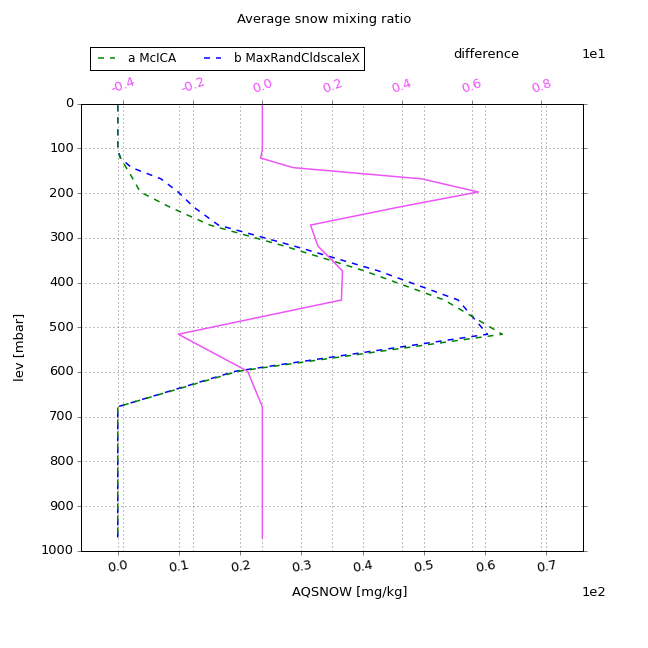 Average snow mixing ratio
a McICA b MaxRandCldscaleX difference 1e1
-0.4 -0.2 0.0 0.2 0.4 0.6 0.8
0
100
200
300
400
500
600
700
800
900
1000
lev [mbar]
0.0 0.1 0.2 0.3 0.4 0.5 0.6 0.7
AQSNOW [mg/kg] 1e2